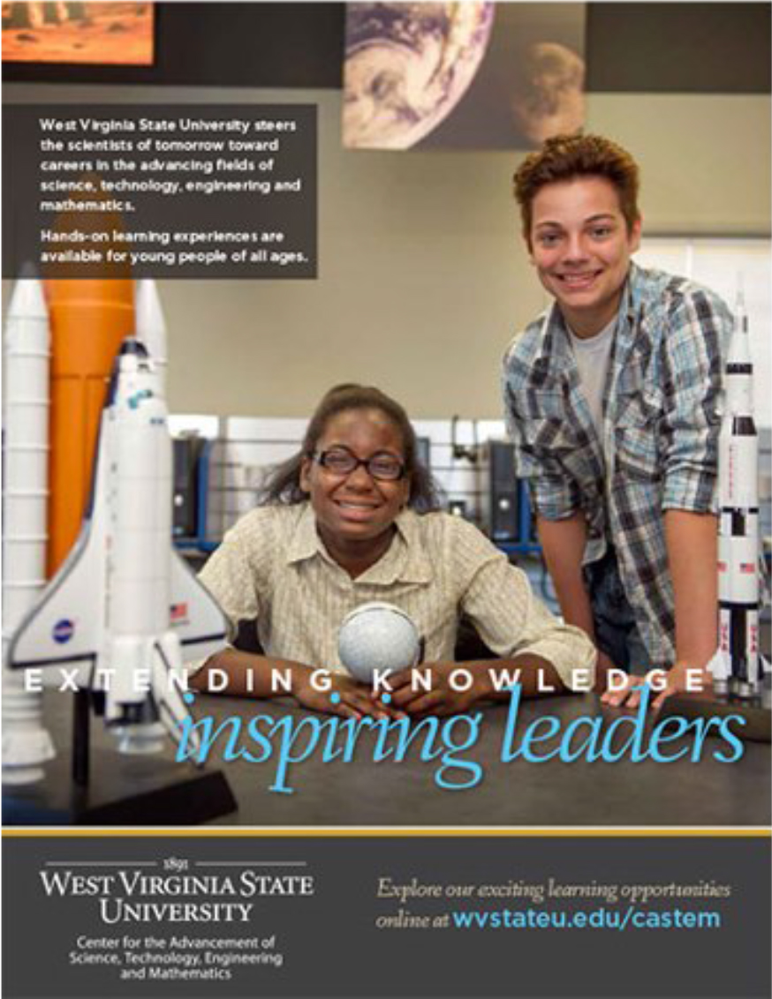 West Virginia State University steers
the scientists of tomorrow toward
careers in the advancing fields of
science, technology, engineering and
mathematics.
Hands-on learning experiences are
available for young people of all ages.
EXTENDING KNOWLEDGE
inspiring leaders
1891
WEST VIRGINIA STATE
UNIVERSITY
Center for the Advancement of
Science, Technology, Engineering
and Mathematics
Explore our exciting learning opportunities
online at wvstateu.edu/castem